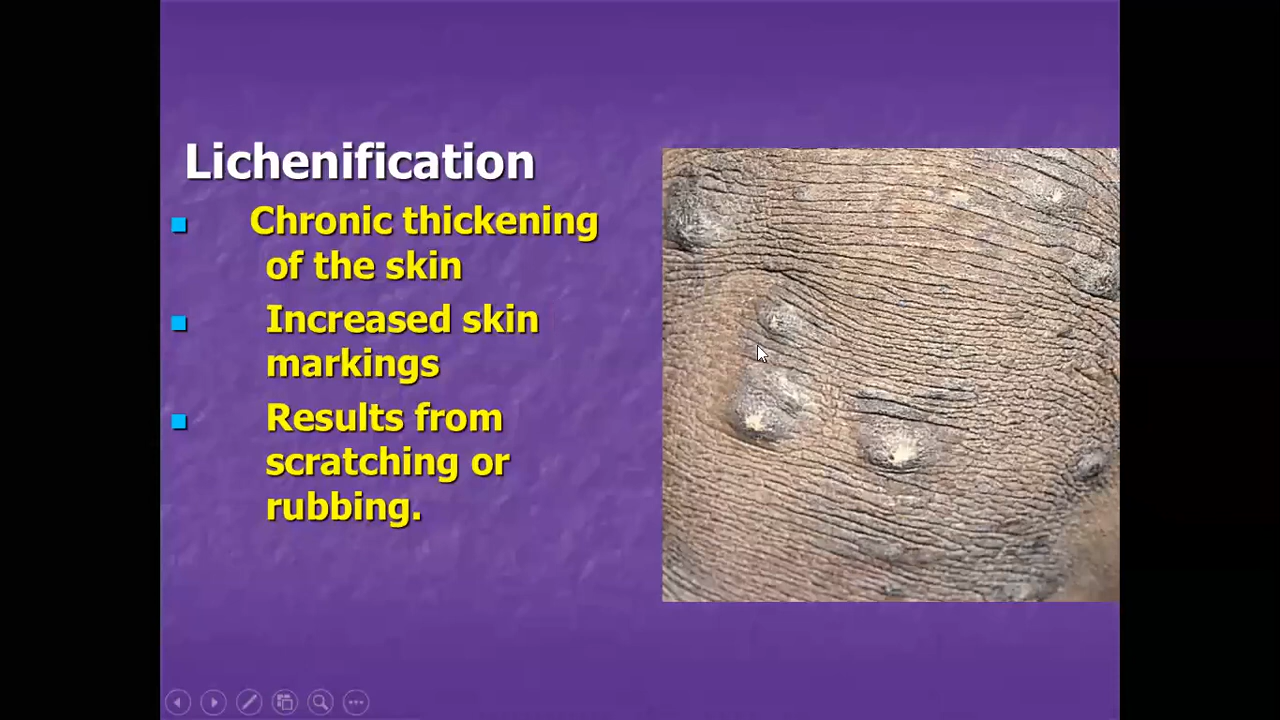 Lichenification
Chronic thickening
of the skin
Increased skin
markings
Results from
scratching or
rubbing.